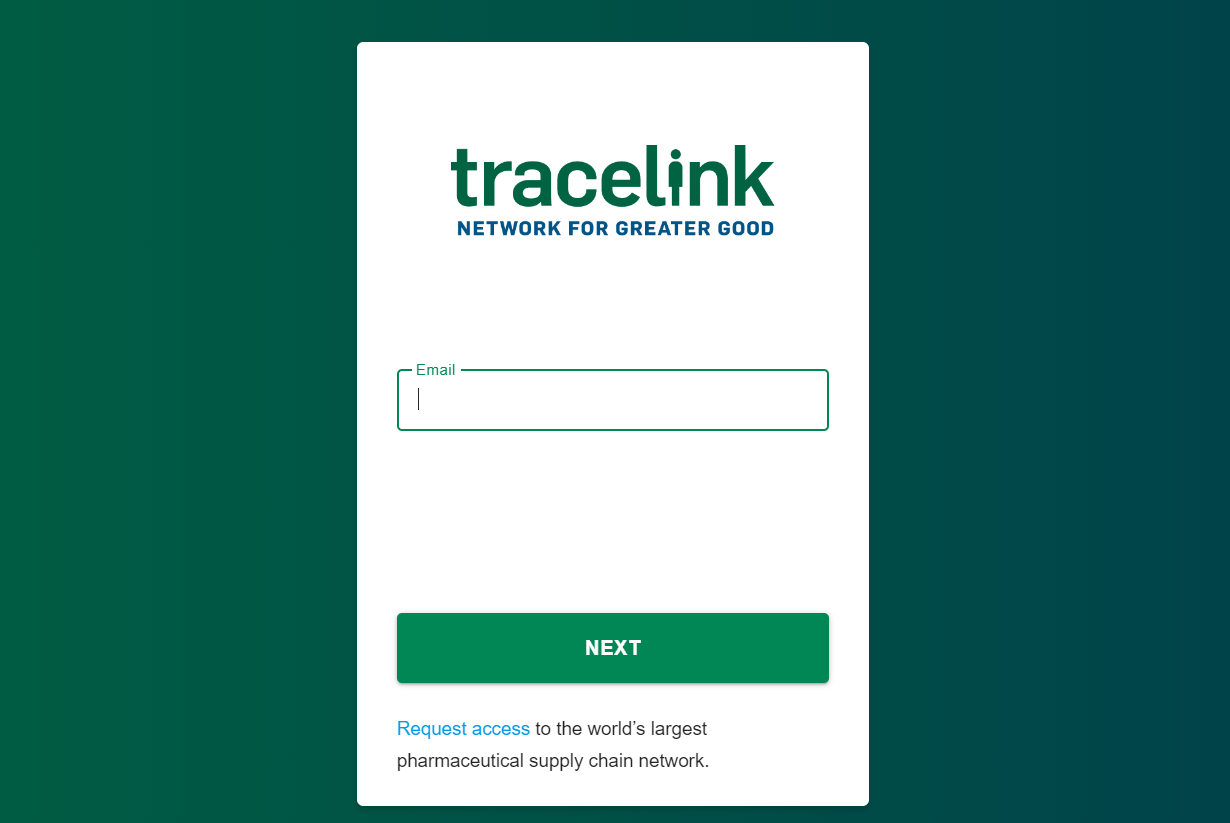 tracelink
NETWORK FOR GREATER GOOD
Email
NEXT
Request access to the world’s largest
pharmaceutical supply chain network.